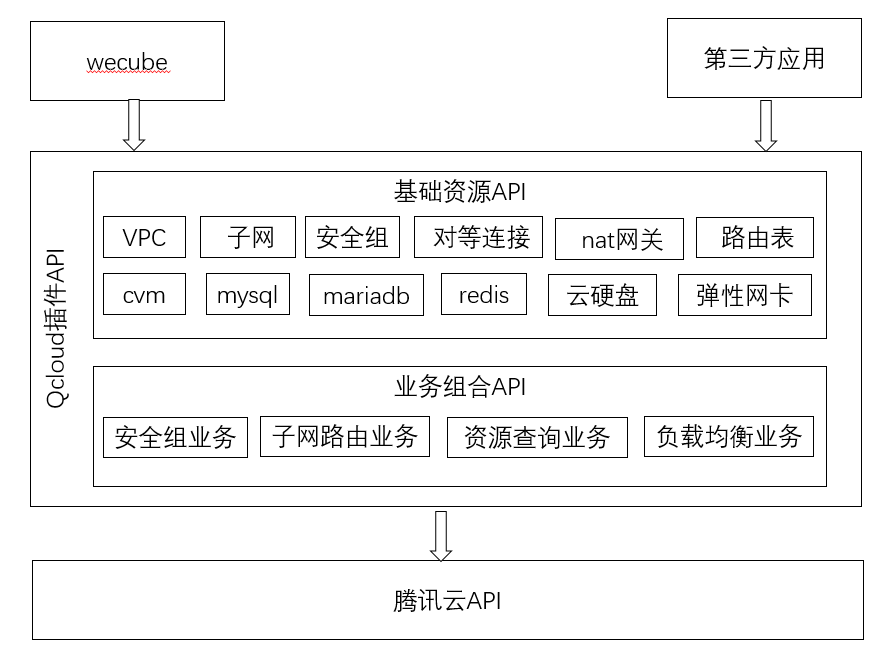 wecube
第三方应用
Qcloud插件API
基础资源API
VPC 子网 安全组 对等连接 nat网关 路由表
cvm mysql mariadb redis 云硬盘 弹性网卡
业务组合API
安全组业务 子网路由业务 资源查询业务 负载均衡业务
腾讯云API